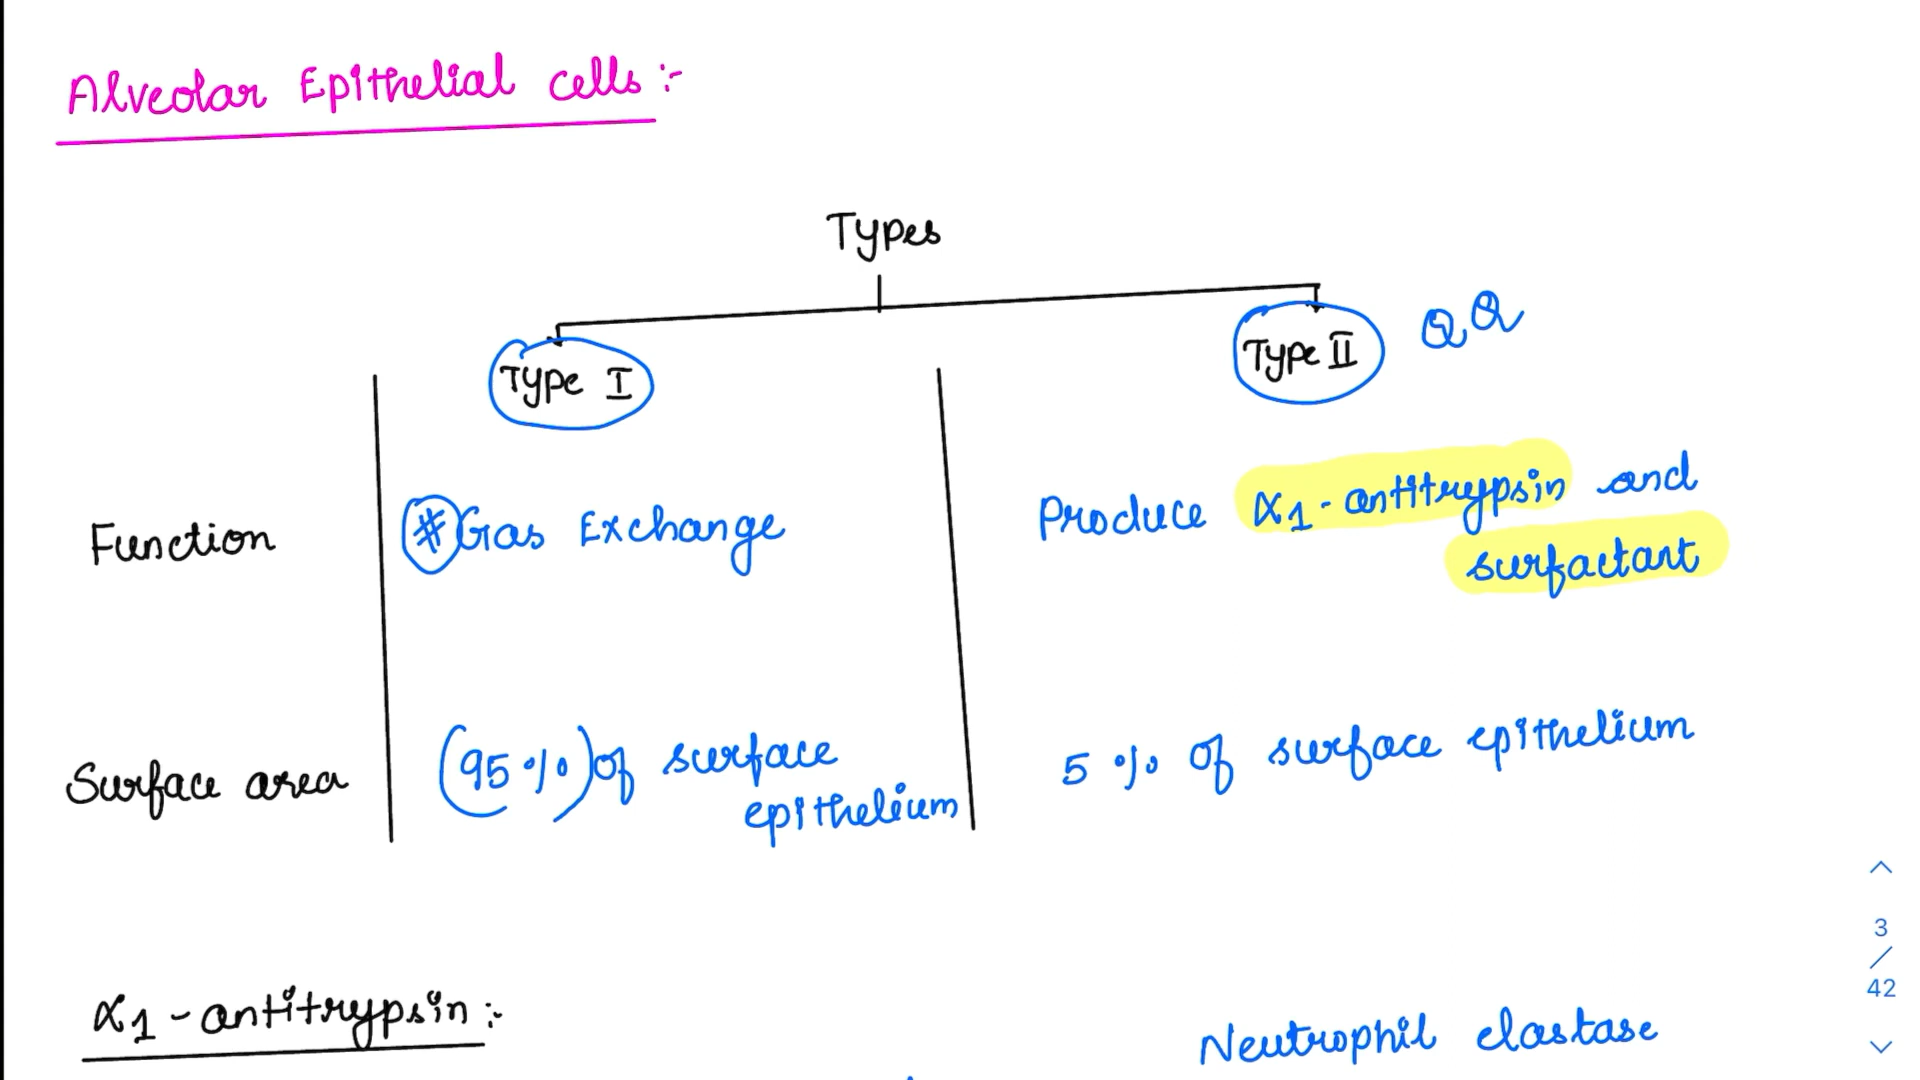 Alveolar Epithelial cells :-
Types
Type I
Type II
Function
# Gas Exchange
Produce α1-antitrypsin and
surfactant
Surface area
(95%) of surface
epithelium
5% of surface epithelium
3
/
42
α1-antitrypsin :-
Neutrophil elastase